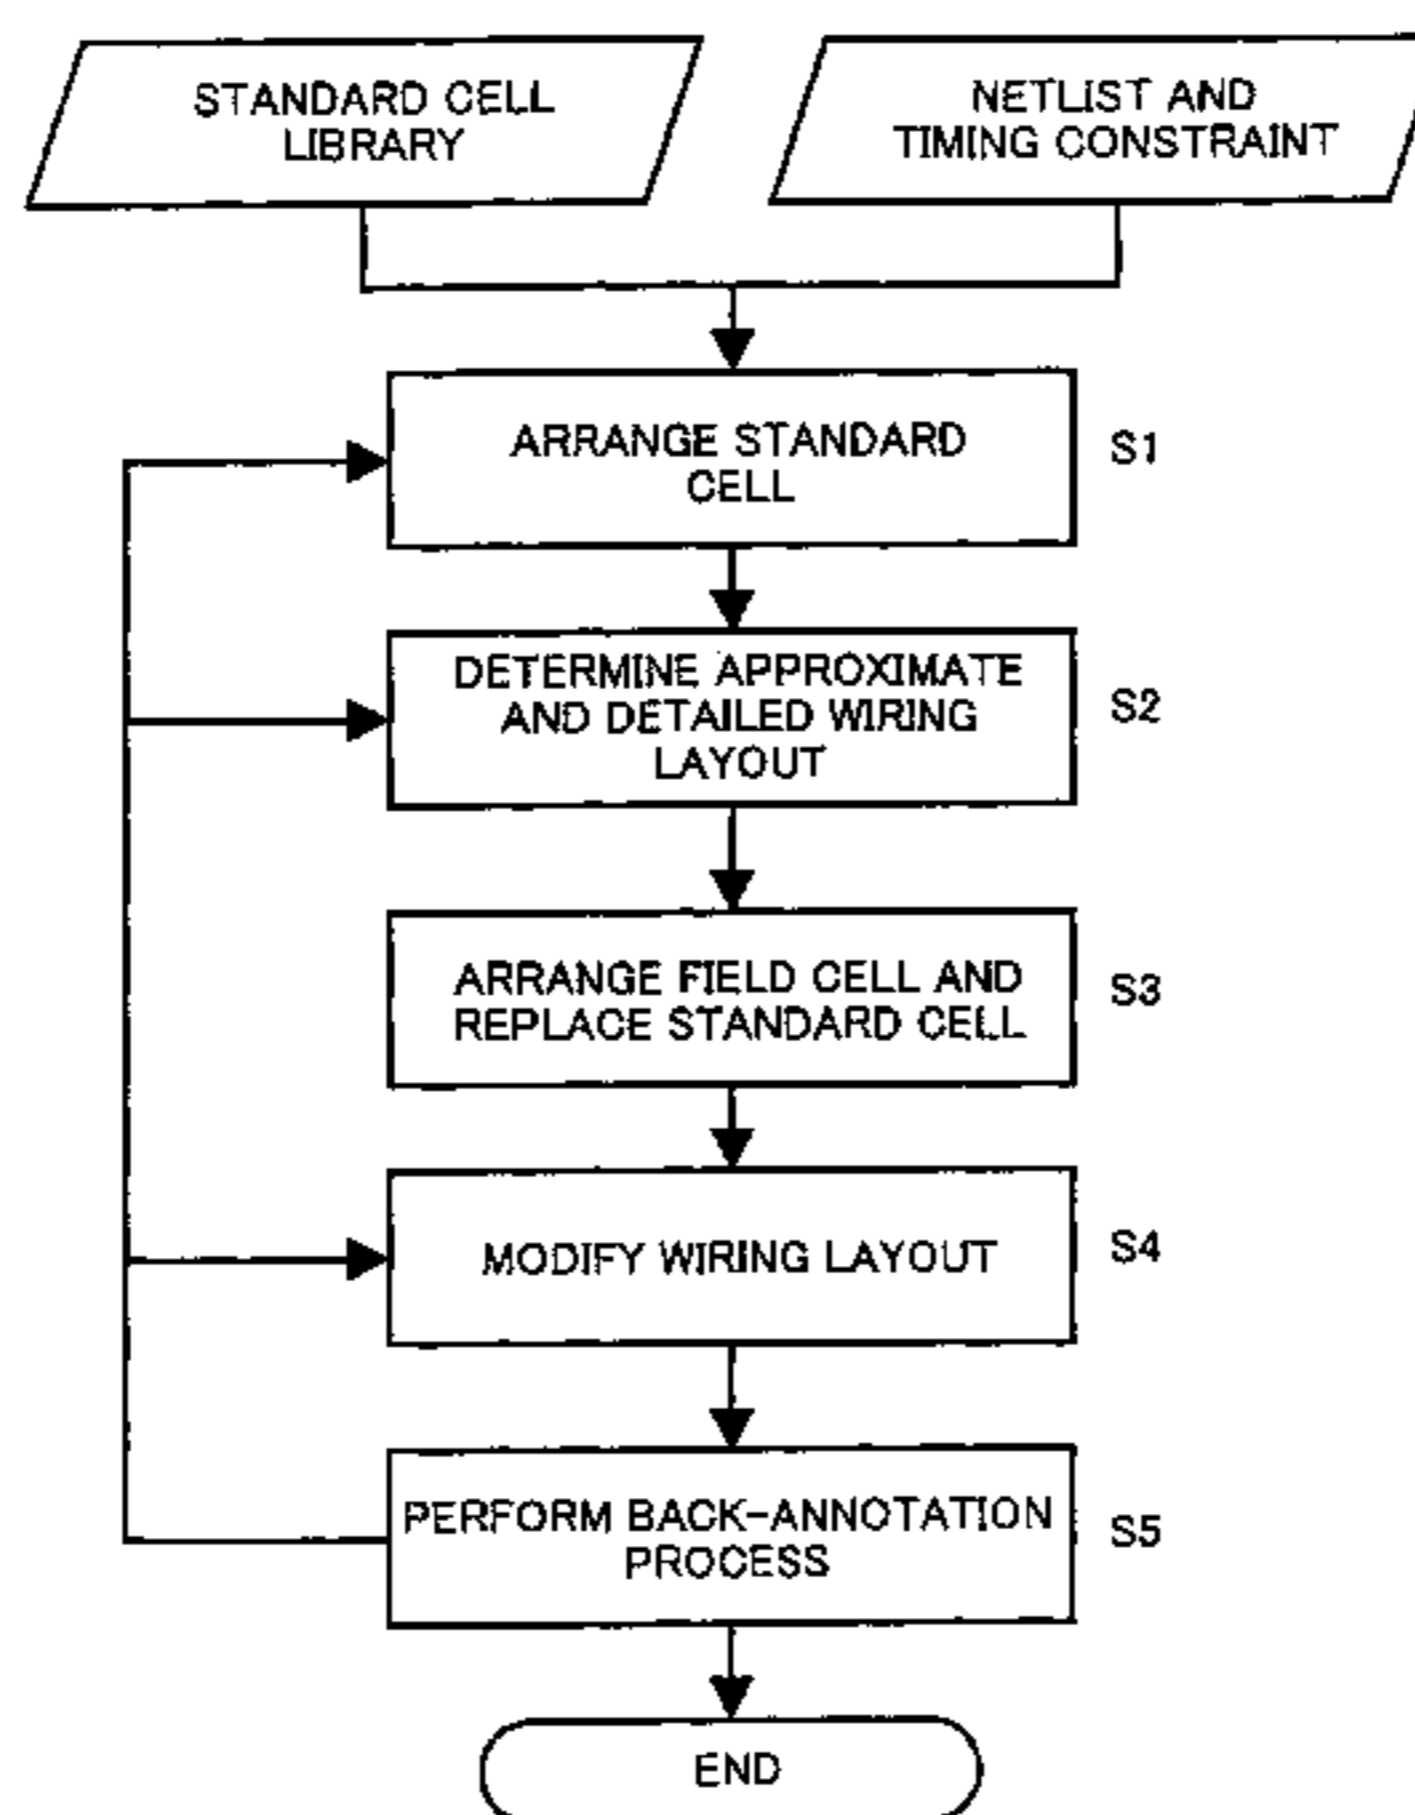 STANDARD CELL
LIBRARY
NETLIST AND
TIMING CONSTRAINT
ARRANGE STANDARD
CELL
S1
DETERMINE APPROXIMATE
AND DETAILED WIRING
LAYOUT
S2
ARRANGE FIELD CELL AND
REPLACE STANDARD CELL
S3
MODIFY WIRING LAYOUT
S4
PERFORM BACK-ANNOTATION
PROCESS
S5
END